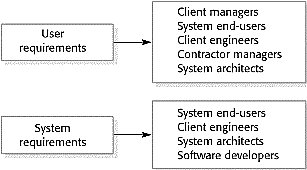 User
requirements
Client managers
System end-users
Client engineers
Contractor managers
System architects
System
requirements
System end-users
Client engineers
System architects
Software developers